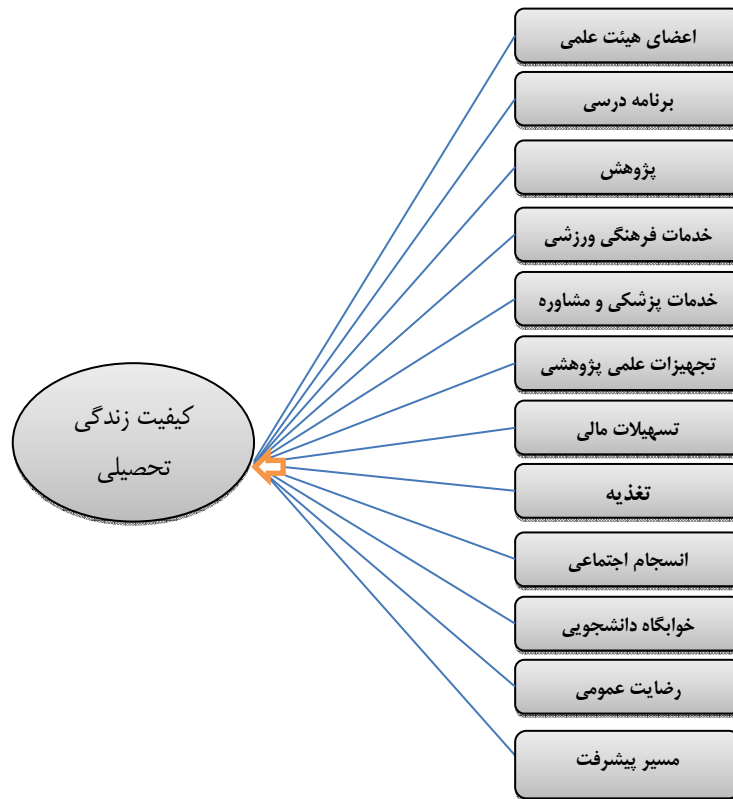 اعضای هیئت علمی
برنامه درسی
پژوهش
خدمات فرهنگی ورزشی
خدمات پزشکی و مشاوره
تجهیزات علمی پژوهشی
تسهیلات مالی
تغذیه
انسجام اجتماعی
خوابگاه دانشجویی
رضایت عمومی
مسیر پیشرفت
کیفیت زندگی
تحصیلی